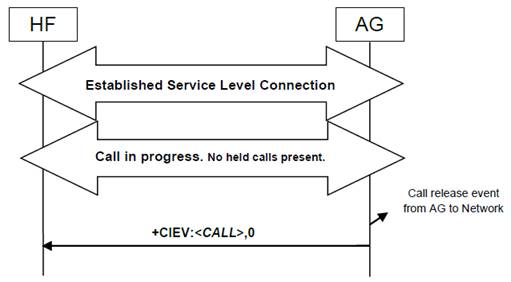 HF
AG
Established Service Level Connection
Call in progress. No held calls present.
Call release event
from AG to Network
+CIEV:<CALL>,0